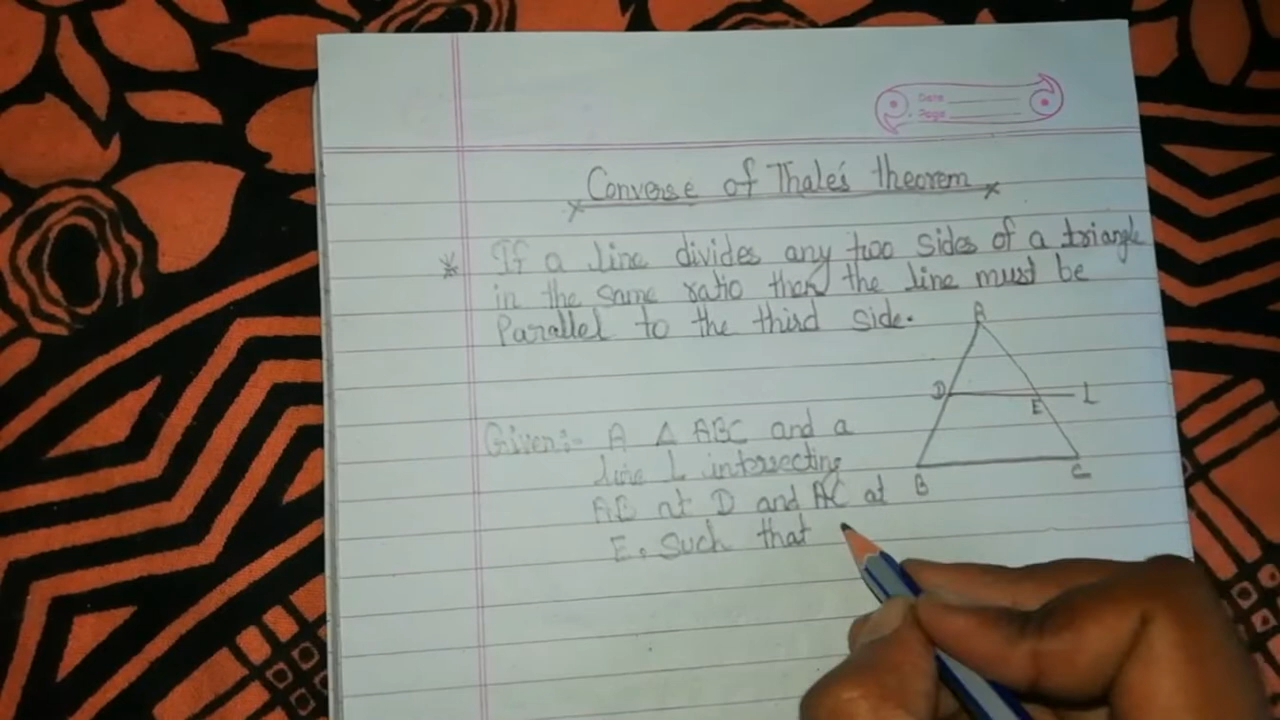 Date
Page
Converse of Thale's theorem
If a line divides any two sides of a triangle
in the same ratio then the line must be
Parallel to the third side.
A
D
E
L
B
C
Given:- A Δ ABC and a
line L intersecting
AB at D and AC at
E. Such that